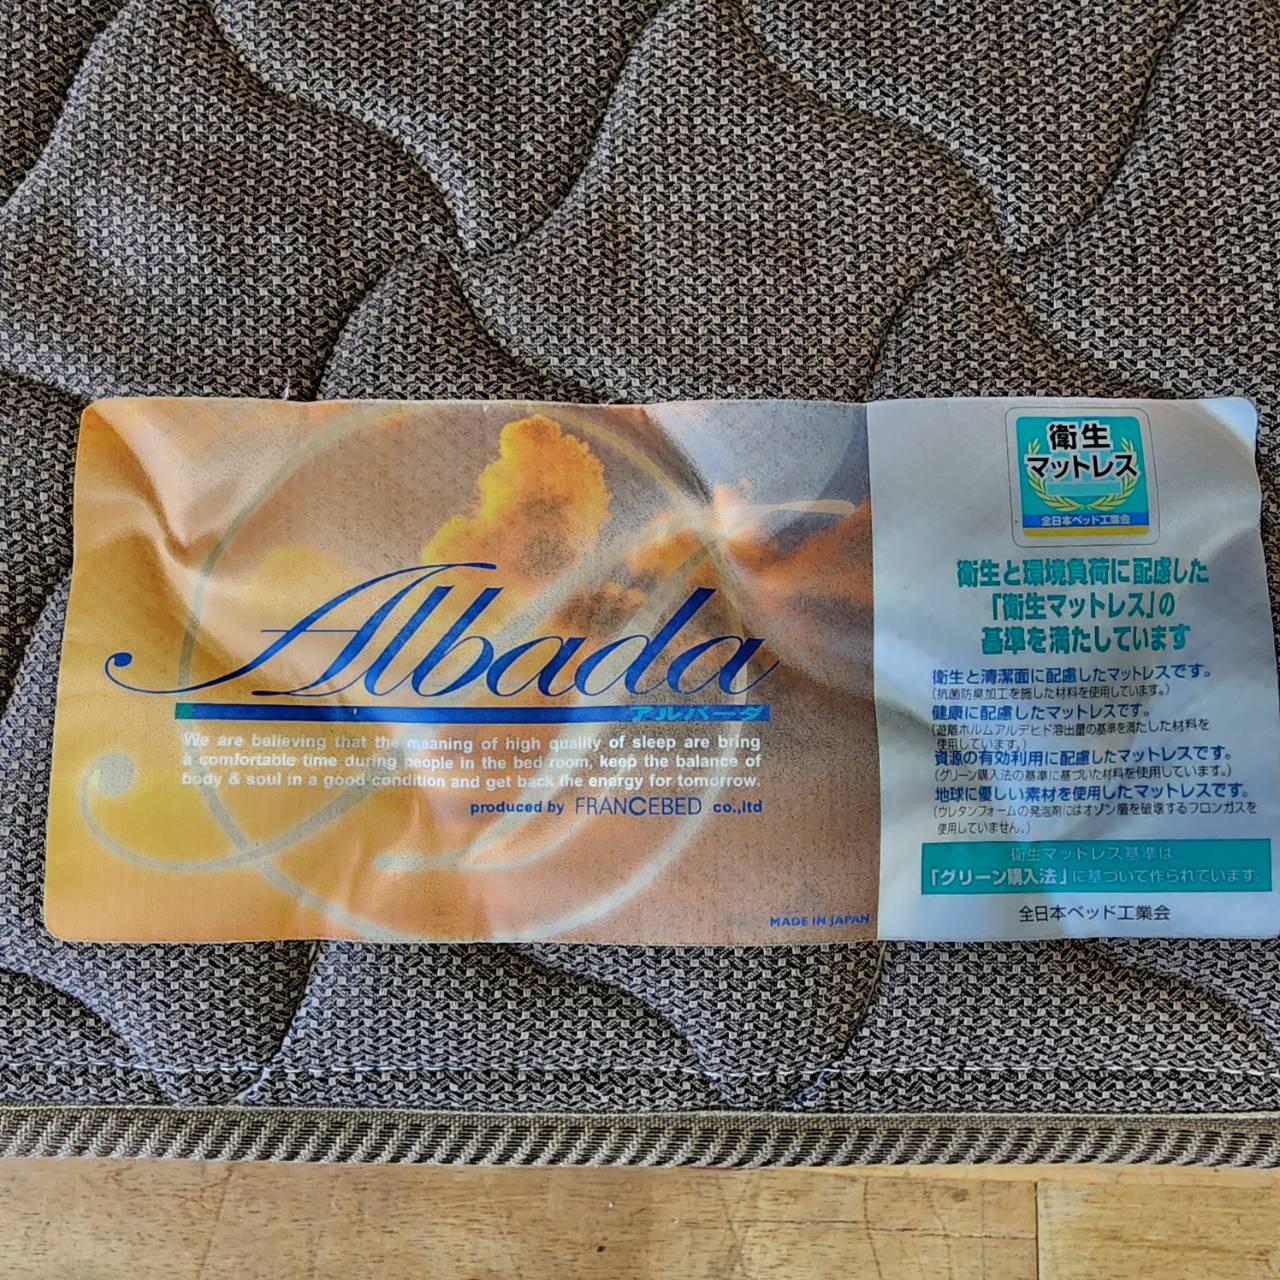 Albada
アルバーダ
We are believing that the meaning of high quality of sleep are bring
a comfortable time during people in the bed room, keep the balance of
body & soul in a good condition and get back the energy for tomorrow.
produced by FRANCEBED co.,ltd
MADE IN JAPAN
衛生
マットレス
全日本ベッド工業会
衛生と環境負荷に配慮した
「衛生マットレス」の
基準を満たしています
衛生と清潔面に配慮したマットレスです。
（抗菌防臭加工を施した材料を使用しています。）
健康に配慮したマットレスです。
（遊離ホルムアルデヒド溶出量の基準を満たした材料を
使用しています。）
資源の有効利用に配慮したマットレスです。
（グリーン購入法の基準に基づいた材料を使用しています。）
地球に優しい素材を使用したマットレスです。
（ウレタンフォームの発泡剤にはオゾン層を破壊するフロンガスを
使用していません。）
衛生マットレス基準は
「グリーン購入法」に基づいて作られています。
全日本ベッド工業会